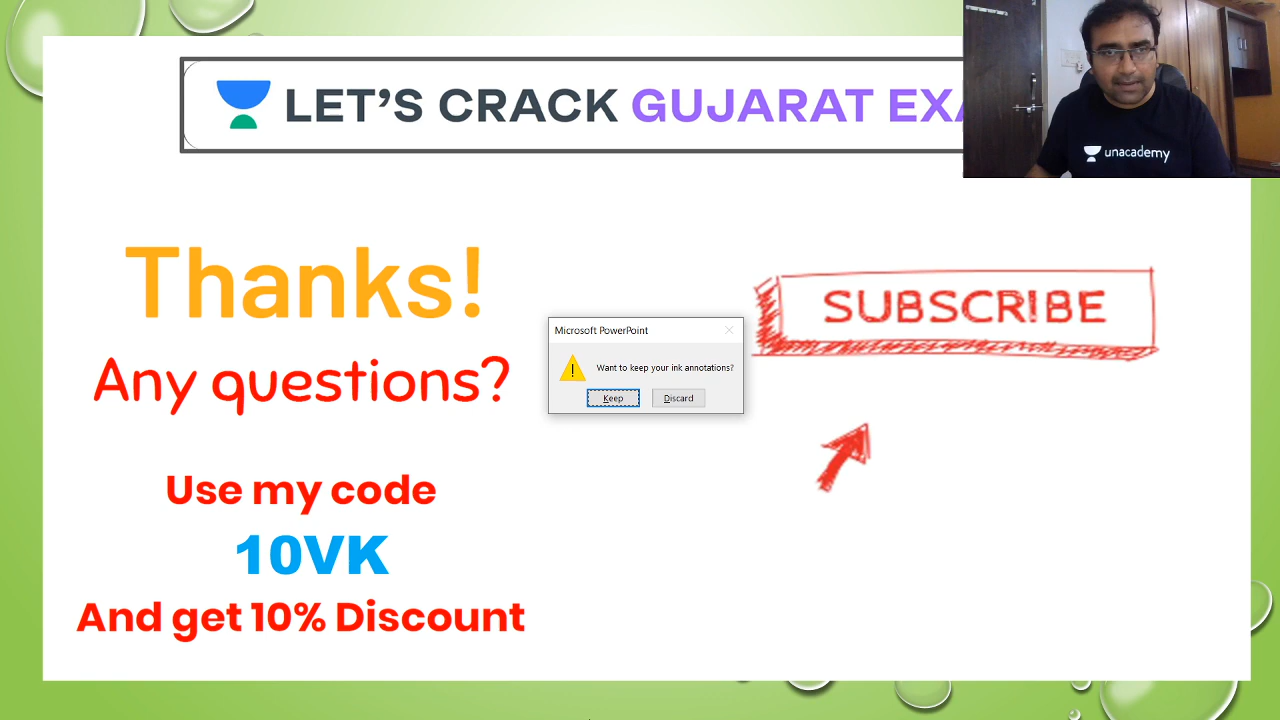 LET'S CRACK GUJARAT EXA
unacademy
Thanks!
SUBSCRIBE
Microsoft PowerPoint
Want to keep your ink annotations?
Keep Discard
Any questions?
Use my code
10VK
And get 10% Discount